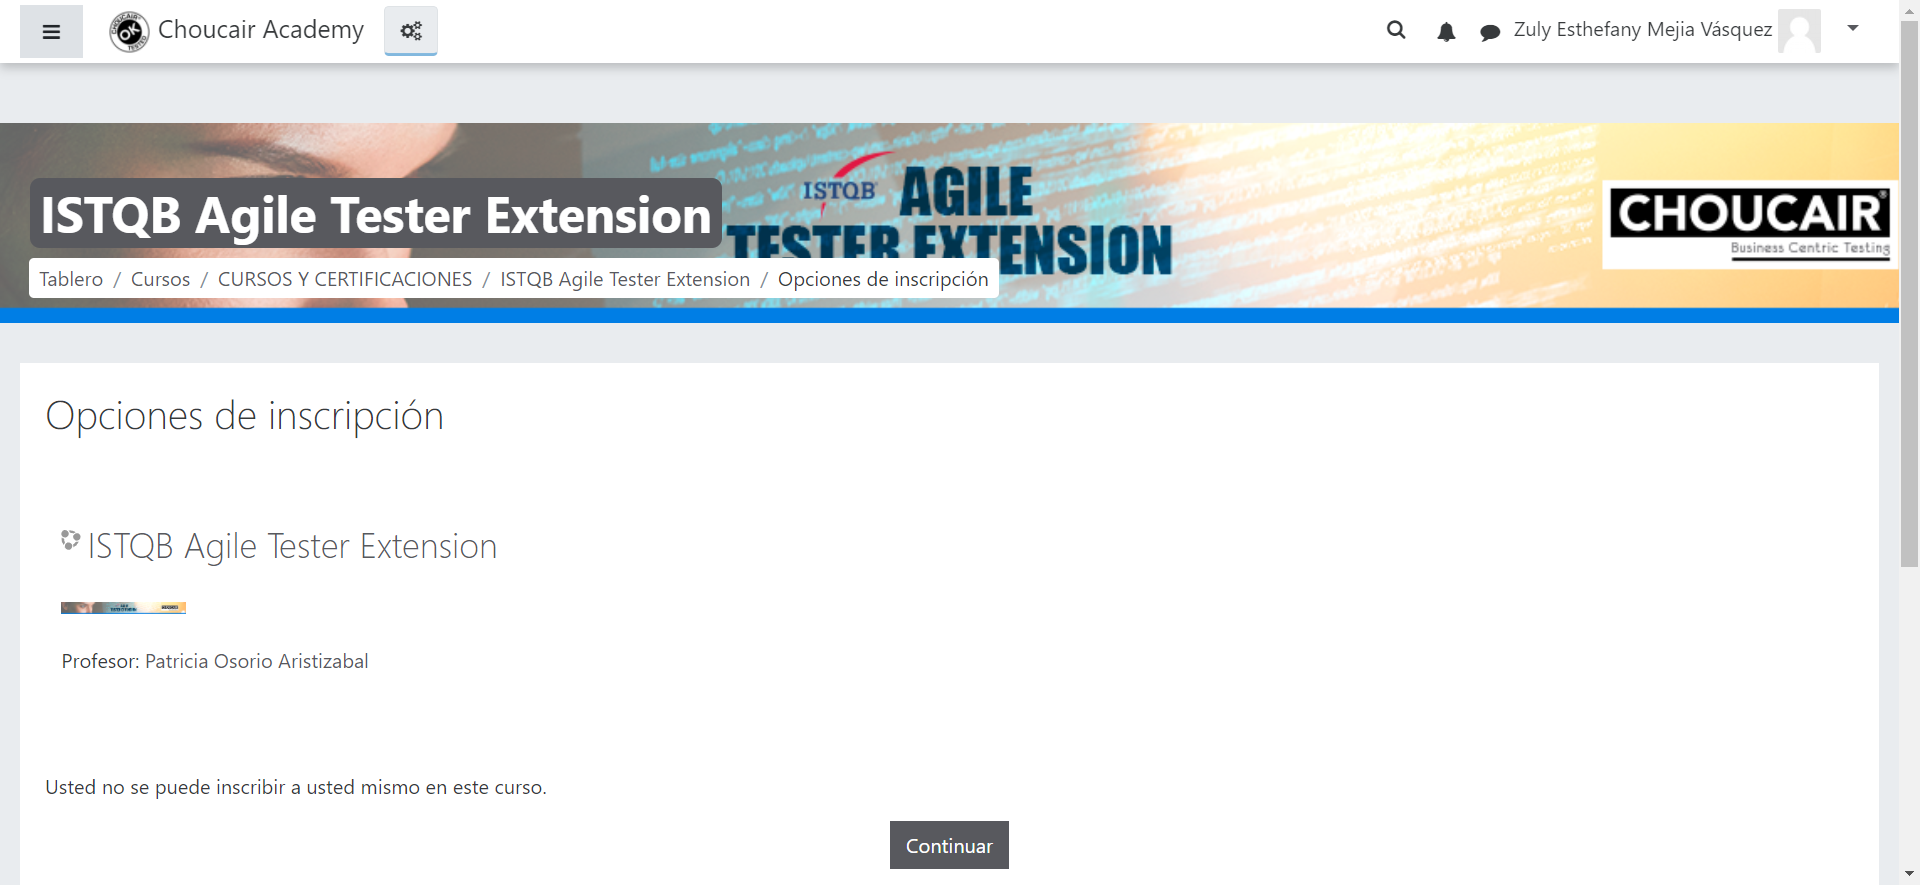 Choucair Academy
Zuly Esthefany Mejia Vásquez
ISTQB AGILE
TESTER EXTENSION
ISTQB Agile Tester Extension
CHOUCAIR®
Business Centric Testing
Tablero / Cursos / CURSOS Y CERTIFICACIONES / ISTQB Agile Tester Extension / Opciones de inscripción
Opciones de inscripción
ISTQB Agile Tester Extension
Profesor: Patricia Osorio Aristizabal
Usted no se puede inscribir a usted mismo en este curso.
Continuar